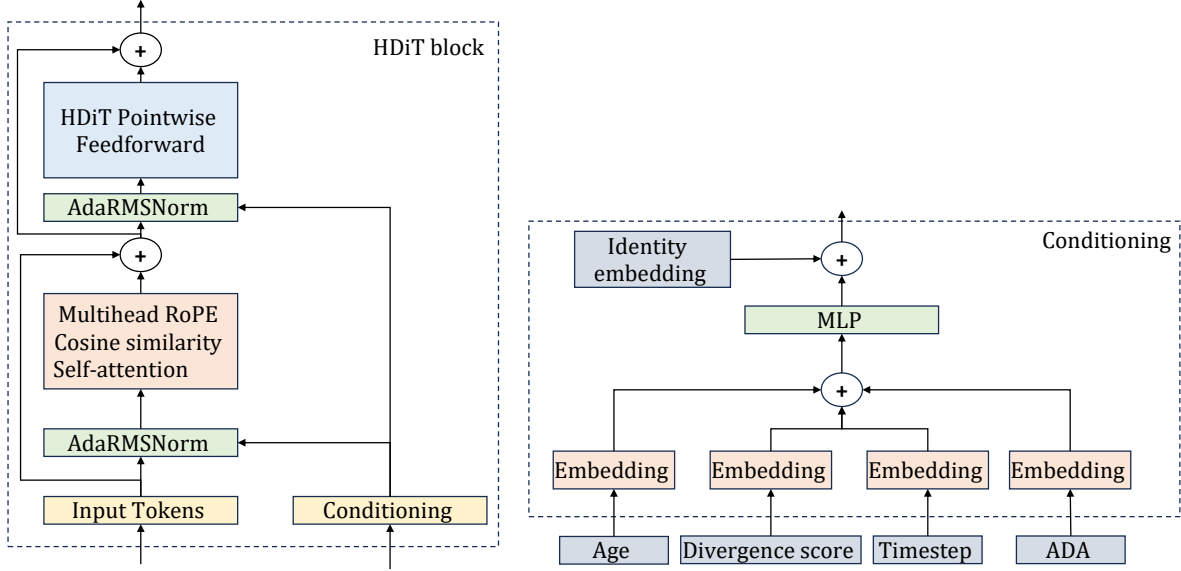 HDiT block
+
HDiT Pointwise
Feedforward
AdaRMSNorm
+
Multihead RoPE
Cosine similarity
Self-attention
AdaRMSNorm
Input Tokens
Conditioning
Conditioning
Identity
embedding
+
MLP
+
Embedding
Embedding
Embedding
Embedding
Age
Divergence score
Timestep
ADA